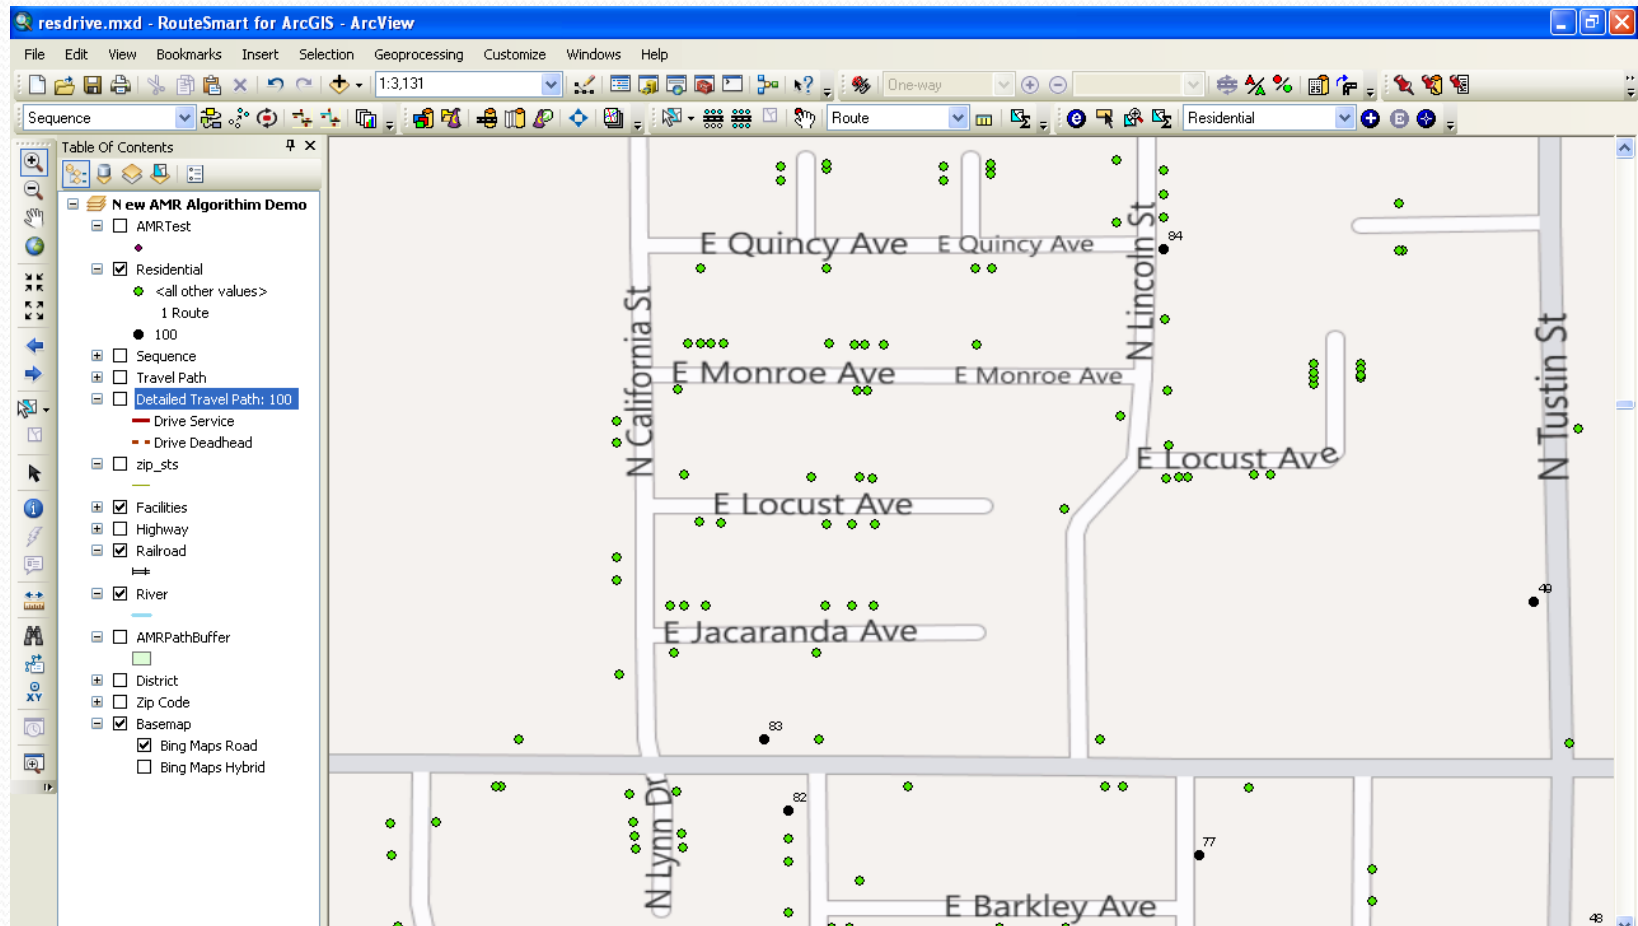 resdrive.mxd - RouteSmart for ArcGIS - ArcView
File Edit View Bookmarks Insert Selection Geoprocessing Customize Windows Help
1:3,131 One-way
Sequence Route Residential
Table Of Contents
New AMR Algorithim Demo
AMRTest
Residential
<all other values>
1 Route
100
Sequence
Travel Path
Detailed Travel Path: 100
Drive Service
Drive Deadhead
zip_sts
Facilities
Highway
Railroad
River
AMRPathBuffer
District
Zip Code
Basemap
Bing Maps Road
Bing Maps Hybrid
XY
E Quincy Ave
E Quincy Ave
N Lincoln St
84
N California St
E Monroe Ave
E Monroe Ave
N Tustin St
E Locust Ave
E Locust Ave
49
E Jacaranda Ave
83
82
N Lynn Dr
77
E Barkley Ave
48